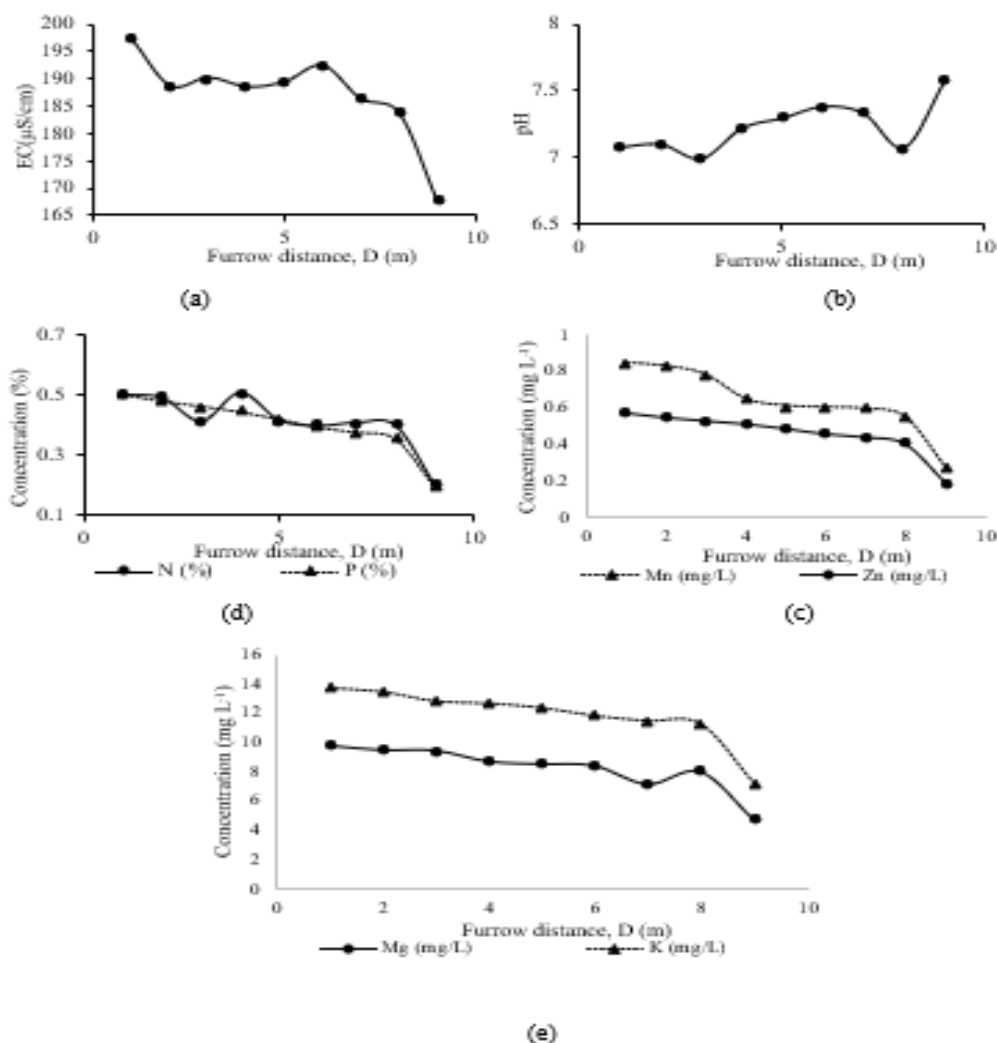 200
195
190
185
180
175
170
165
EC(µS/cm)
0 5 10
Furrow distance, D (m)
(a)
8
7.5
7
6.5
pH
0 5 10
Furrow distance, D (m)
(b)
0.7
0.5
0.3
0.1
Concentration (%)
0 5 10
Furrow distance, D (m)
N (%) P (%)
(d)
1
0.8
0.6
0.4
0.2
0
Concentration (mg L⁻¹)
0 2 4 6 8 10
Furrow distance, D (m)
Mn (mg/L) Zn (mg/L)
(c)
16
14
12
10
8
6
4
2
0
Concentration (mg L⁻¹)
0 2 4 6 8 10
Furrow distance, D (m)
Mg (mg/L) K (mg/L)
(e)